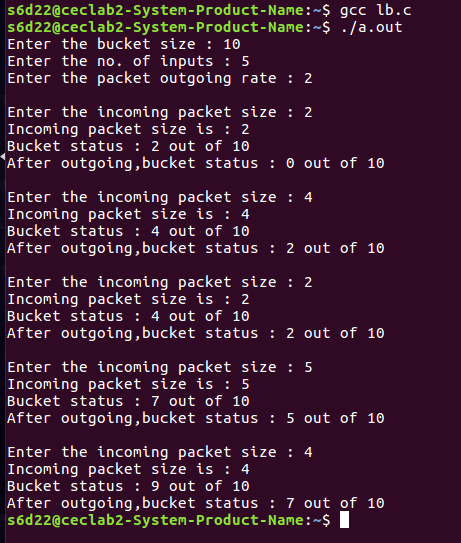 s6d22@ceclab2-System-Product-Name:~$ gcc lb.c
s6d22@ceclab2-System-Product-Name:~$ ./a.out
Enter the bucket size : 10
Enter the no. of inputs : 5
Enter the packet outgoing rate : 2

Enter the incoming packet size : 2
Incoming packet size is : 2
Bucket status : 2 out of 10
After outgoing,bucket status : 0 out of 10

Enter the incoming packet size : 4
Incoming packet size is : 4
Bucket status : 4 out of 10
After outgoing,bucket status : 2 out of 10

Enter the incoming packet size : 2
Incoming packet size is : 2
Bucket status : 4 out of 10
After outgoing,bucket status : 2 out of 10

Enter the incoming packet size : 5
Incoming packet size is : 5
Bucket status : 7 out of 10
After outgoing,bucket status : 5 out of 10

Enter the incoming packet size : 4
Incoming packet size is : 4
Bucket status : 9 out of 10
After outgoing,bucket status : 7 out of 10
s6d22@ceclab2-System-Product-Name:~$